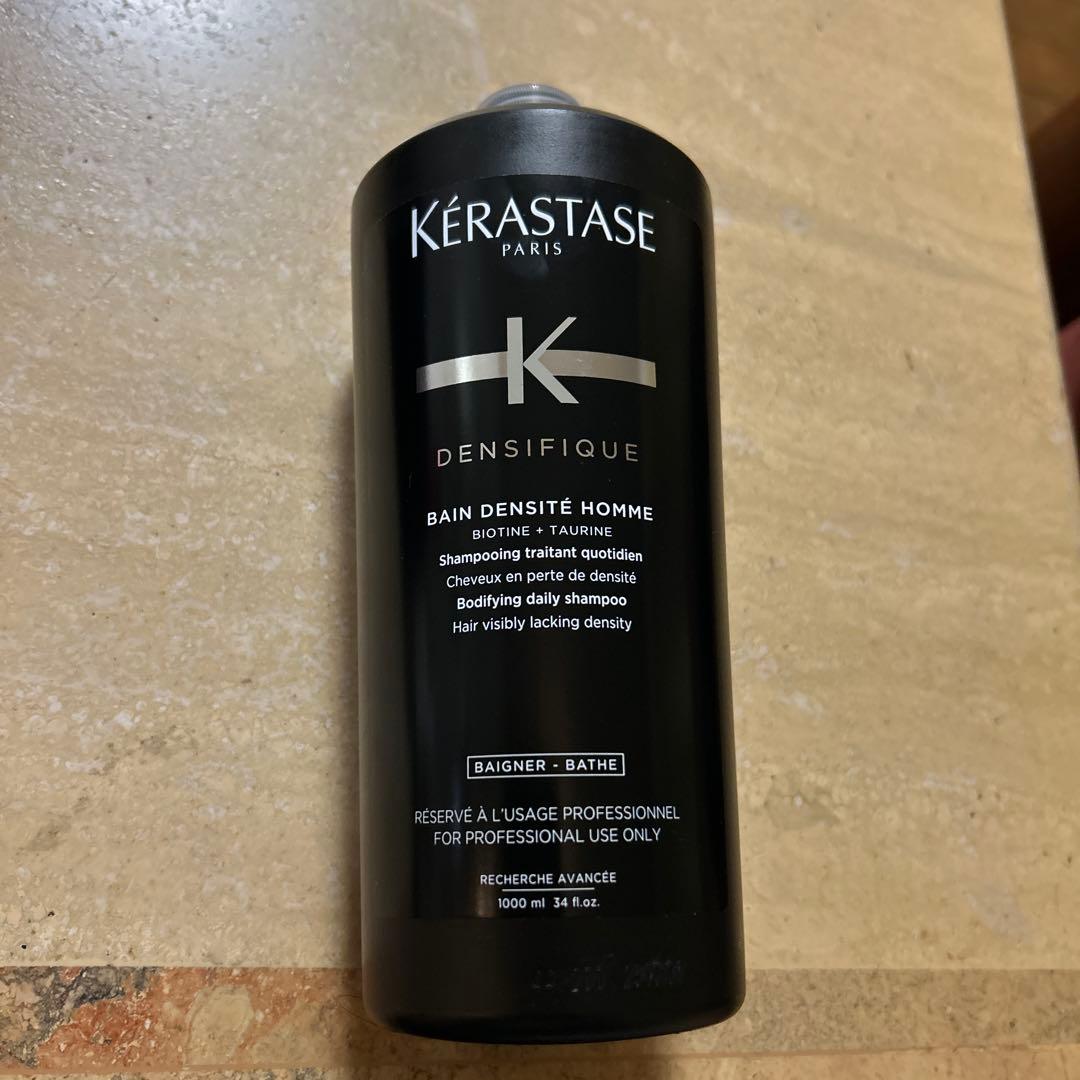 KÉRASTASE
PARIS
K
DENSIFIQUE
BAIN DENSITÉ HOMME
BIOTINE + TAURINE
Shampooing traitant quotidien
Cheveux en perte de densité
Bodifying daily shampoo
Hair visibly lacking density
BAIGNER - BATHE
RÉSERVÉ À L'USAGE PROFESSIONNEL
FOR PROFESSIONAL USE ONLY
RECHERCHE AVANCÉE
1000 ml 34 fl.oz.